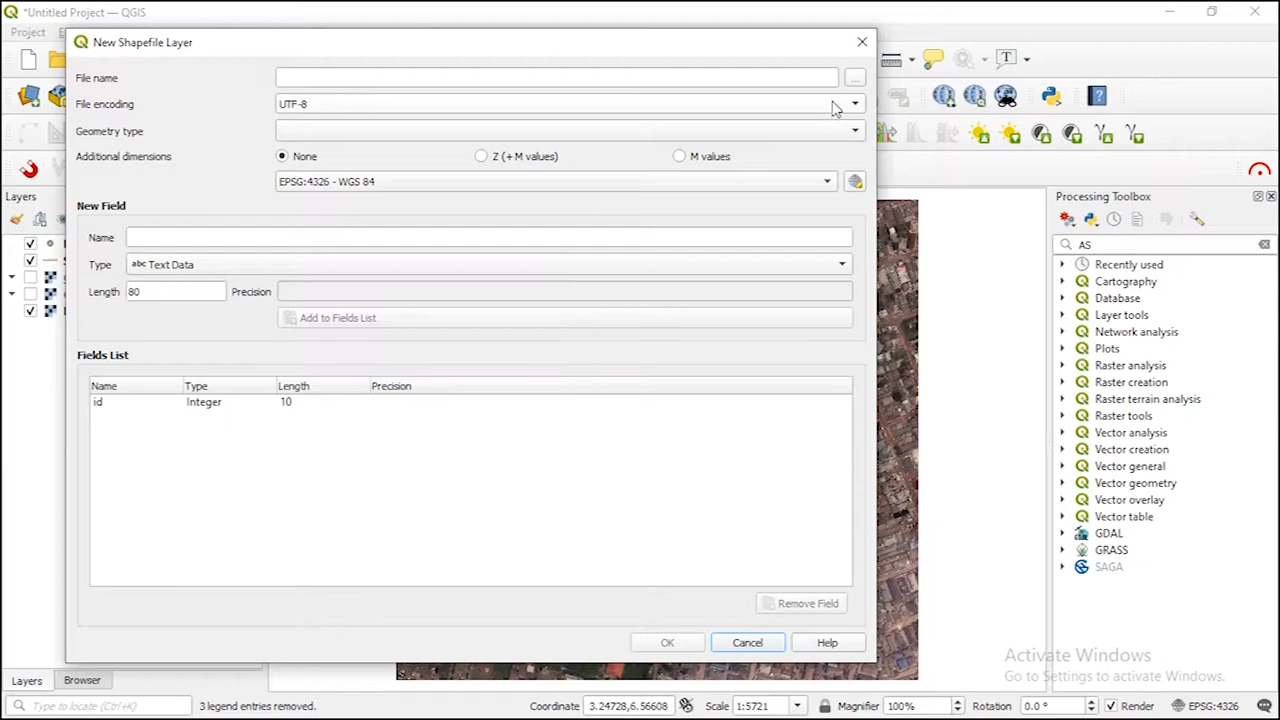 *Untitled Project — QGIS
Project
New Shapefile Layer
File name
...
File encoding
UTF-8
Geometry type
Additional dimensions
None
Z (+ M values)
M values
EPSG:4326 - WGS 84
New Field
Name
Type
abc Text Data
Length
80
Precision
Add to Fields List
Fields List
Name Type Length Precision
id Integer 10
Remove Field
OK
Cancel
Help
Layers
Processing Toolbox
AS
Recently used
Cartography
Database
Layer tools
Network analysis
Plots
Raster analysis
Raster creation
Raster terrain analysis
Raster tools
Vector analysis
Vector creation
Vector general
Vector geometry
Vector overlay
Vector table
GDAL
GRASS
SAGA
Activate Windows
Go to Settings to activate Windows.
Layers
Browser
Type to locate (Ctrl+K)
3 legend entries removed.
Coordinate
3.24728,6.56608
Scale
1:5721
Magnifier
100%
Rotation
0.0 °
Render
EPSG:4326